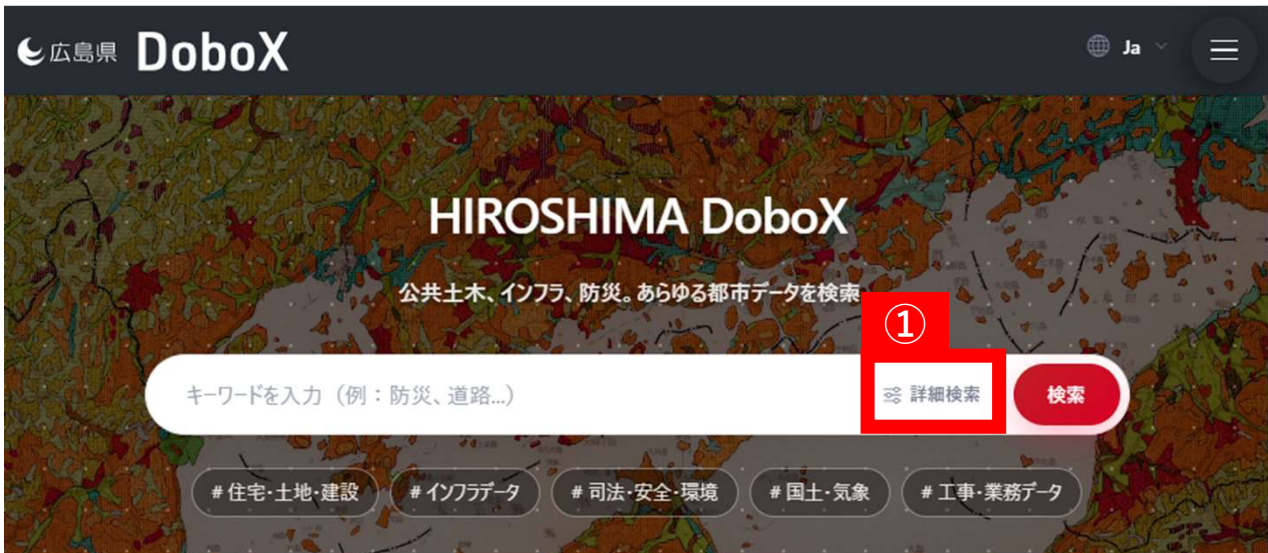 広島県 DoboX
Ja
HIROSHIMA DoboX
公共土木、インフラ、防災。あらゆる都市データを検索
①
キーワードを入力（例：防災、道路...）
詳細検索
検索
# 住宅・土地・建設
# インフラデータ
# 司法・安全・環境
# 国土・気象
# 工事・業務データ